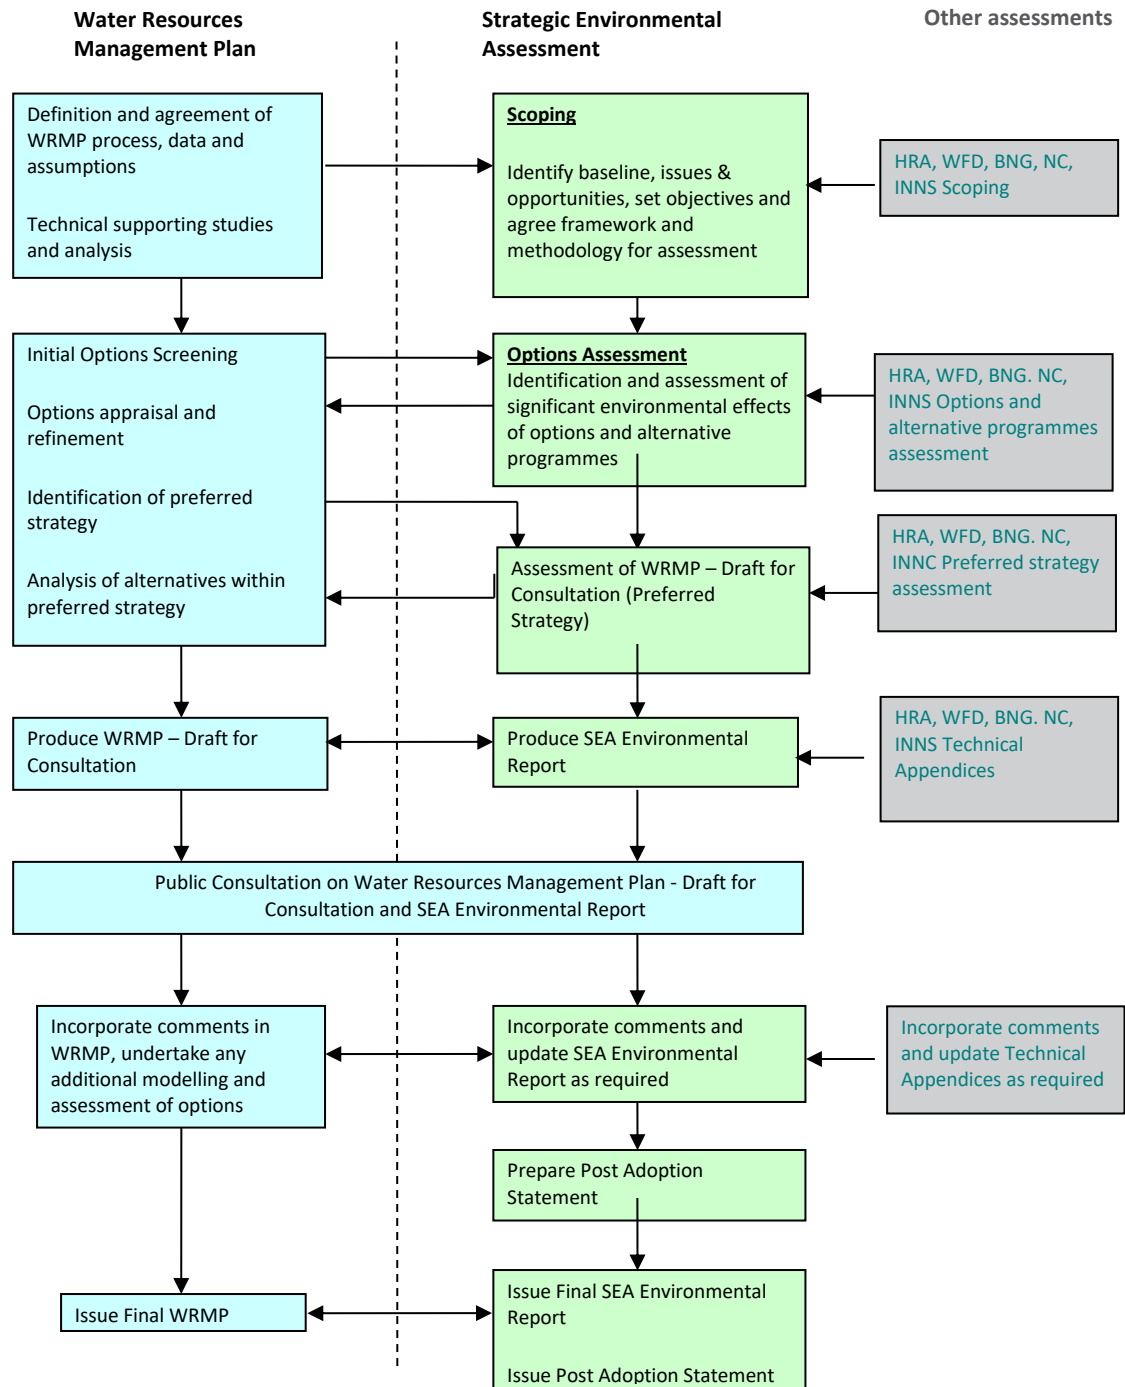 Water Resources
Management Plan
Strategic Environmental
Assessment
Other assessments
Definition and agreement of
WRMP process, data and
assumptions
Technical supporting studies
and analysis
Scoping
Identify baseline, issues &
opportunities, set objectives and
agree framework and
methodology for assessment
HRA, WFD, BNG, NC,
INNS Scoping
Initial Options Screening
Options appraisal and
refinement
Identification of preferred
strategy
Analysis of alternatives within
preferred strategy
Options Assessment
Identification and assessment of
significant environmental effects
of options and alternative
programmes
HRA, WFD, BNG. NC,
INNS Options and
alternative programmes
assessment
Assessment of WRMP – Draft for
Consultation (Preferred
Strategy)
HRA, WFD, BNG. NC,
INNC Preferred strategy
assessment
Produce WRMP – Draft for
Consultation
Produce SEA Environmental
Report
HRA, WFD, BNG. NC,
INNS Technical
Appendices
Public Consultation on Water Resources Management Plan - Draft for
Consultation and SEA Environmental Report
Incorporate comments in
WRMP, undertake any
additional modelling and
assessment of options
Incorporate comments and
update SEA Environmental
Report as required
Incorporate comments
and update Technical
Appendices as required
Prepare Post Adoption
Statement
Issue Final WRMP
Issue Final SEA Environmental
Report
Issue Post Adoption Statement